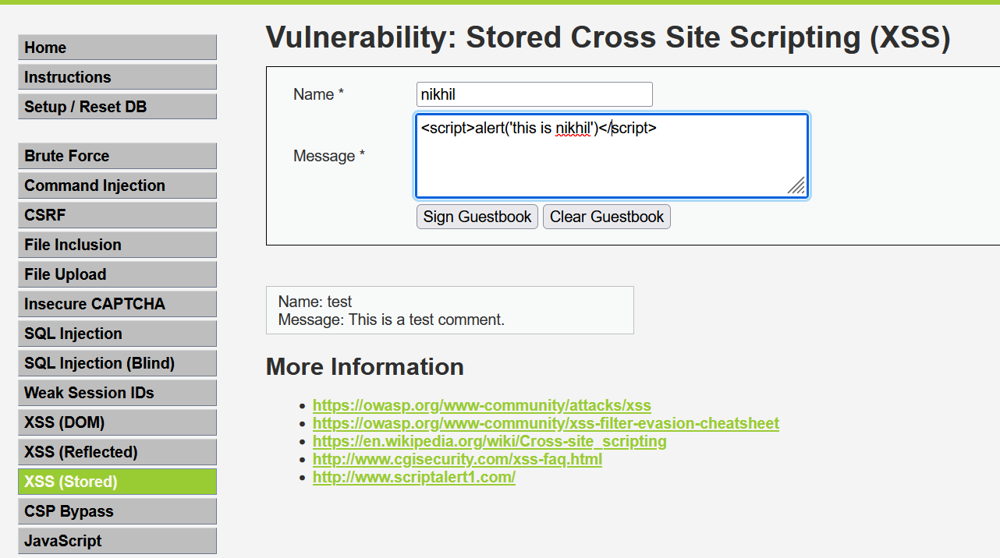 Home
Instructions
Setup / Reset DB
Brute Force
Command Injection
CSRF
File Inclusion
File Upload
Insecure CAPTCHA
SQL Injection
SQL Injection (Blind)
Weak Session IDs
XSS (DOM)
XSS (Reflected)
XSS (Stored)
CSP Bypass
JavaScript
Vulnerability: Stored Cross Site Scripting (XSS)
Name * nikhil
Message * <script>alert('this is nikhil')</script>
Sign Guestbook Clear Guestbook
Name: test
Message: This is a test comment.
More Information
• https://owasp.org/www-community/attacks/xss
• https://owasp.org/www-community/xss-filter-evasion-cheatsheet
• https://en.wikipedia.org/wiki/Cross-site_scripting
• http://www.cgisecurity.com/xss-faq.html
• http://www.scriptalert1.com/